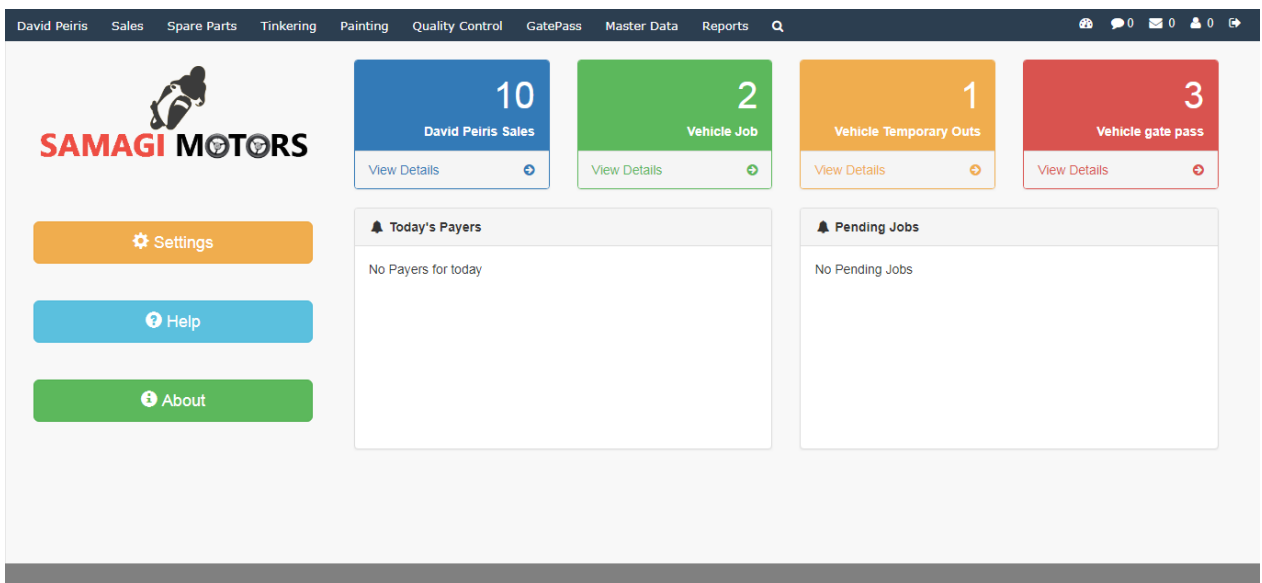 David Peiris Sales Spare Parts Tinkering Painting Quality Control GatePass Master Data Reports 0 0 0
SAMAGI MOTORS
10
David Peiris Sales
View Details
2
Vehicle Job
View Details
1
Vehicle Temporary Outs
View Details
3
Vehicle gate pass
View Details
Settings
Help
About
Today's Payers
No Payers for today
Pending Jobs
No Pending Jobs